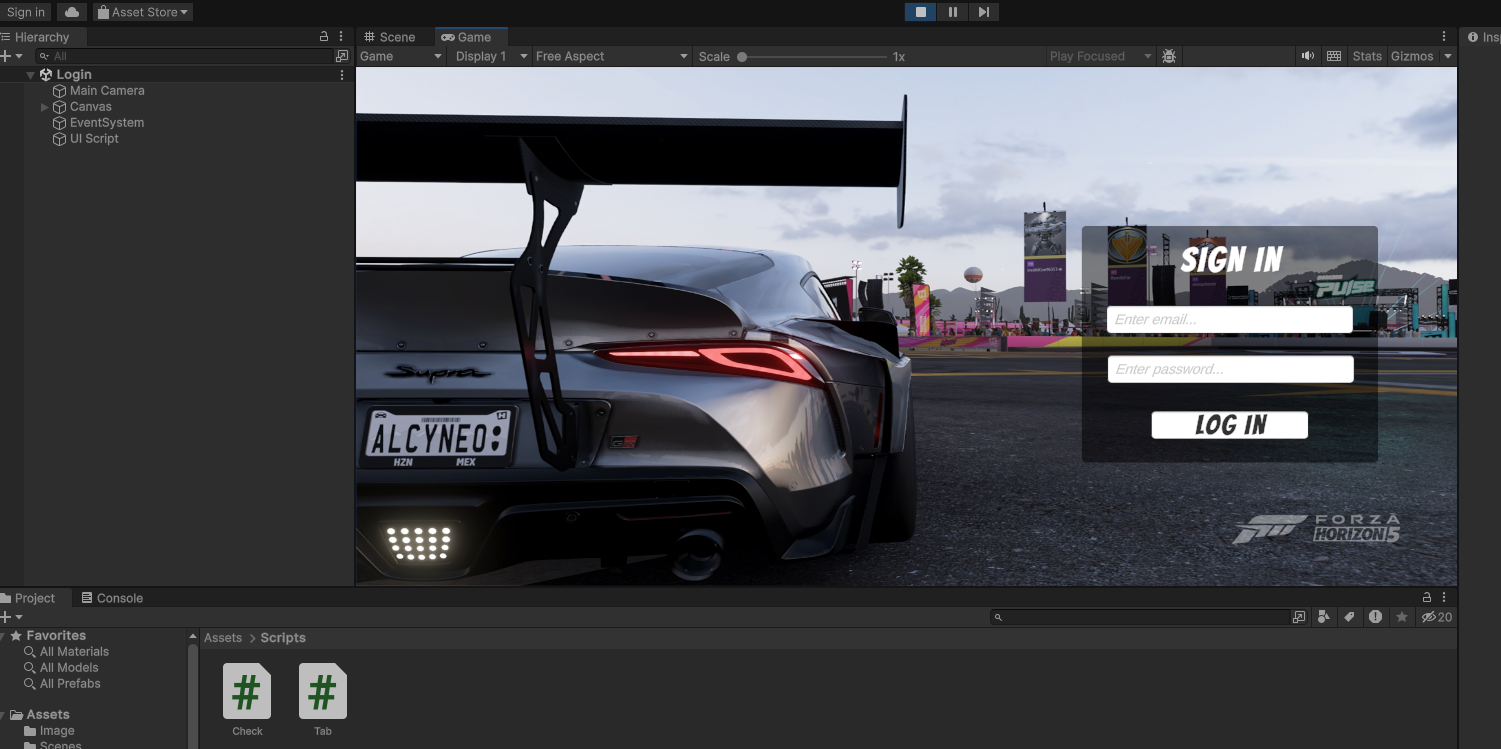 Sign in
Asset Store
Hierarchy
All
Login
Main Camera
Canvas
EventSystem
UI Script
Scene
Game
Game
Display 1
Free Aspect
Scale
1x
Play Focused
Stats
Gizmos
Insp
Supra
ALCYNEO:
HZN MEX
GR
SIGN IN
PULSE
Enter email...
Enter password...
LOG IN
FORZA
HORIZON 5
Project
Console
20
Favorites
All Materials
All Models
All Prefabs
Assets
Image
Scenes
Assets > Scripts
#
#
Check
Tab